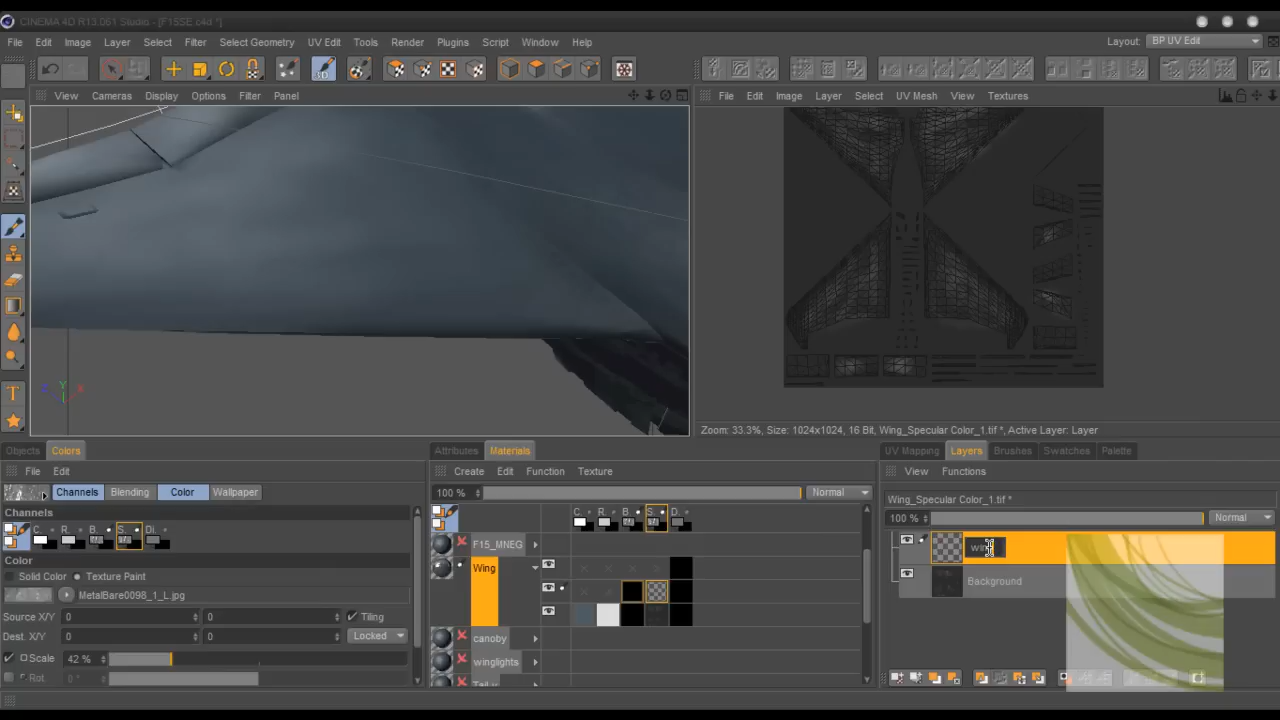 CINEMA 4D R13.061 Studio - [F15SE.c4d *]
File Edit Image Layer Select Filter Select Geometry UV Edit Tools Render Plugins Script Window Help
Layout: BP UV Edit
View Cameras Display Options Filter Panel
File Edit Image Layer Select UV Mesh View Textures
Y
X
Zoom: 33.3%, Size: 1024x1024, 16 Bit, Wing_Specular Color_1.tif *, Active Layer: Layer
Objects Colors
File Edit
Channels Blending Color Wallpaper
Channels
C. R.. B. S.. Di.
Color
Solid Color Texture Paint
MetalBare0098_1_L.jpg
Source X/Y 0 0 Tiling
Dest. X/Y 0 0 Locked
Scale 42 %
Rot 0 °
Attributes Materials
Create Edit Function Texture
100 % Normal
C. R.. B. S.. D.
F15_MNEG
Wing
canoby
winglights
UV Mapping Layers Brushes Swatches Palette
View Functions
Wing_Specular Color_1.tif *
100 % Normal
Background